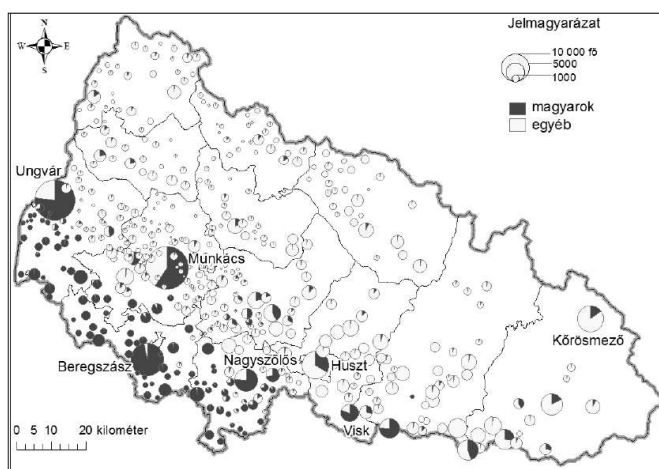 N
W E
S
Jelmagyarázat
10 000 fő
5000
1000
magyarok
egyéb
Ungvár
Munkács
Beregszász
Nagyszőlős
Huszt
Visk
Kőrösmező
0 5 10 20 kilométer